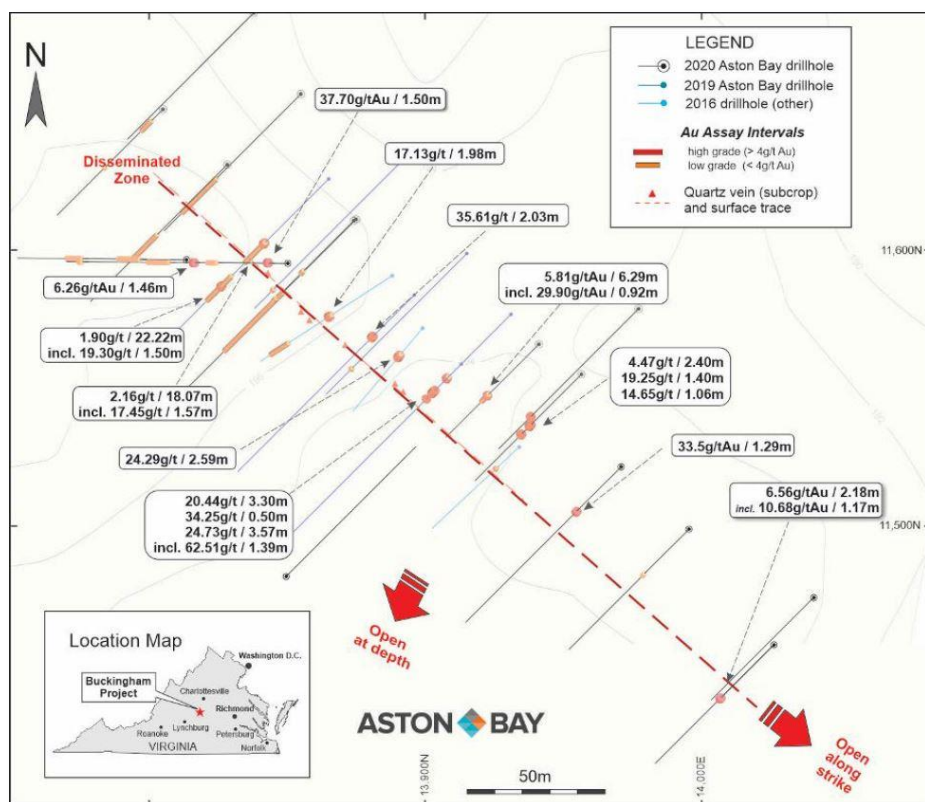 N
LEGEND
2020 Aston Bay drillhole
2019 Aston Bay drillhole
2016 drillhole (other)
Au Assay Intervals
high grade (> 4g/t Au)
low grade (< 4g/t Au)
Quartz vein (subcrop)
and surface trace
37.70g/tAu / 1.50m
17.13g/t / 1.98m
Disseminated
Zone
35.61g/t / 2.03m
11,600N
6.26g/tAu / 1.46m
5.81g/tAu / 6.29m
incl. 29.90g/tAu / 0.92m
1.90g/t / 22.22m
incl. 19.30g/t / 1.50m
4.47g/t / 2.40m
19.25g/t / 1.40m
14.65g/t / 1.06m
2.16g/t / 18.07m
incl. 17.45g/t / 1.57m
24.29g/t / 2.59m
33.5g/tAu / 1.29m
20.44g/t / 3.30m
34.25g/t / 0.50m
24.73g/t / 3.57m
incl. 62.51g/t / 1.39m
6.56g/tAu / 2.18m
incl. 10.68g/tAu / 1.17m
11,500N
Open
at depth
Location Map
Washington D.C.
Buckingham
Project
Charlottesville
Richmond
Roanoke
Lynchburg
Petersburg
Norfolk
VIRGINIA
ASTON BAY
13,900N
50m
14,000E
Open
along
strike